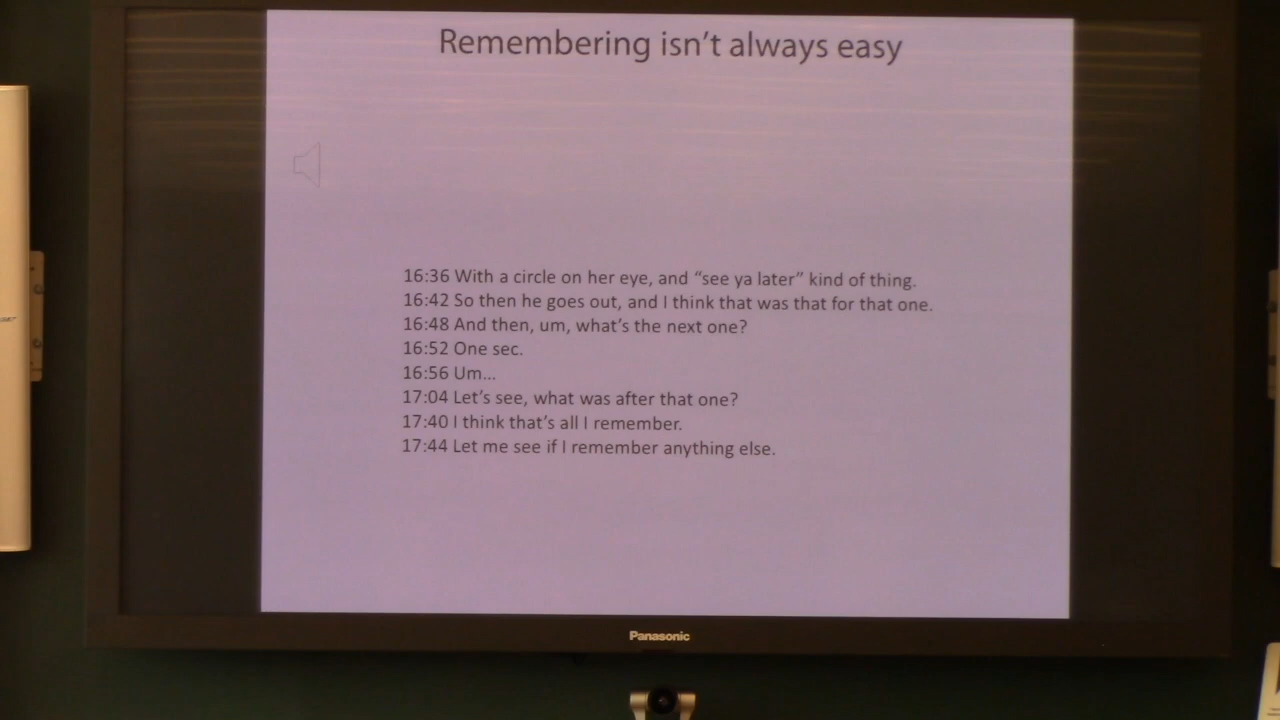 Remembering isn't always easy
16:36 With a circle on her eye, and “see ya later” kind of thing.
16:42 So then he goes out, and I think that was that for that one.
16:48 And then, um, what's the next one?
16:52 One sec.
16:56 Um...
17:04 Let's see, what was after that one?
17:40 I think that's all I remember.
17:44 Let me see if I remember anything else.
Panasonic